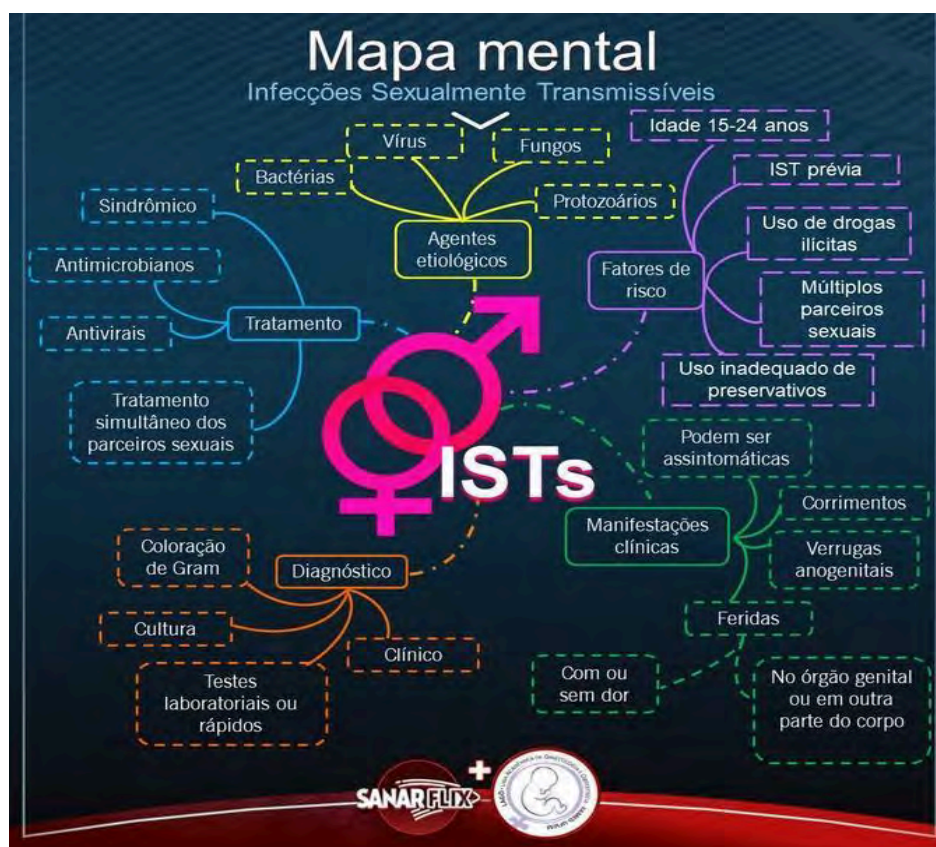 Mapa mental
Infecções Sexualmente Transmissíveis
Vírus
Fungos
Bactérias
Protozoários
Agentes
etiológicos
Idade 15-24 anos
IST prévia
Uso de drogas
ilícitas
Múltiplos
parceiros
sexuais
Uso inadequado de
preservativos
Fatores de
risco
Sindrômico
Antimicrobianos
Antivirais
Tratamento
simultâneo dos
parceiros sexuais
Tratamento
ISTs
Podem ser
assintomáticas
Corrimentos
Verrugas
anogenitais
Manifestações
clínicas
Feridas
Com ou
sem dor
No órgão genital
ou em outra
parte do corpo
Diagnóstico
Coloração
de Gram
Cultura
Testes
laboratoriais ou
rápidos
Clínico
SANARFLIX
+